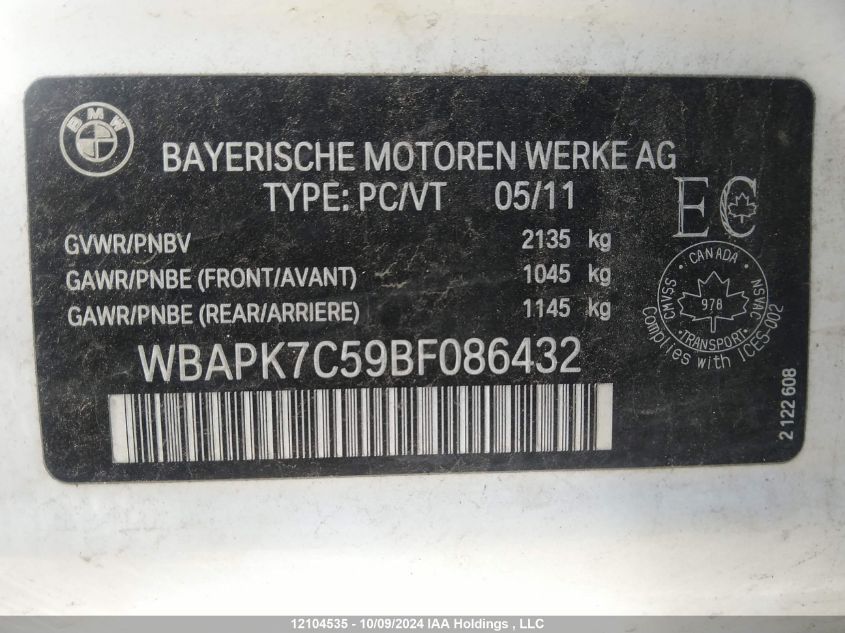 BMW
BAYERISCHE MOTOREN WERKE AG
TYPE: PC/VT 05/11
EC
GVWR/PNBV 2135 kg
GAWR/PNBE (FRONT/AVANT) 1045 kg
GAWR/PNBE (REAR/ARRIERE) 1145 kg
CANADA
CMVSS 978 NSVAC
TRANSPORT
Complies with ICES-002
WBAPK7C59BF086432
2 122 608
12104535 - 10/09/2024 IAA Holdings , LLC